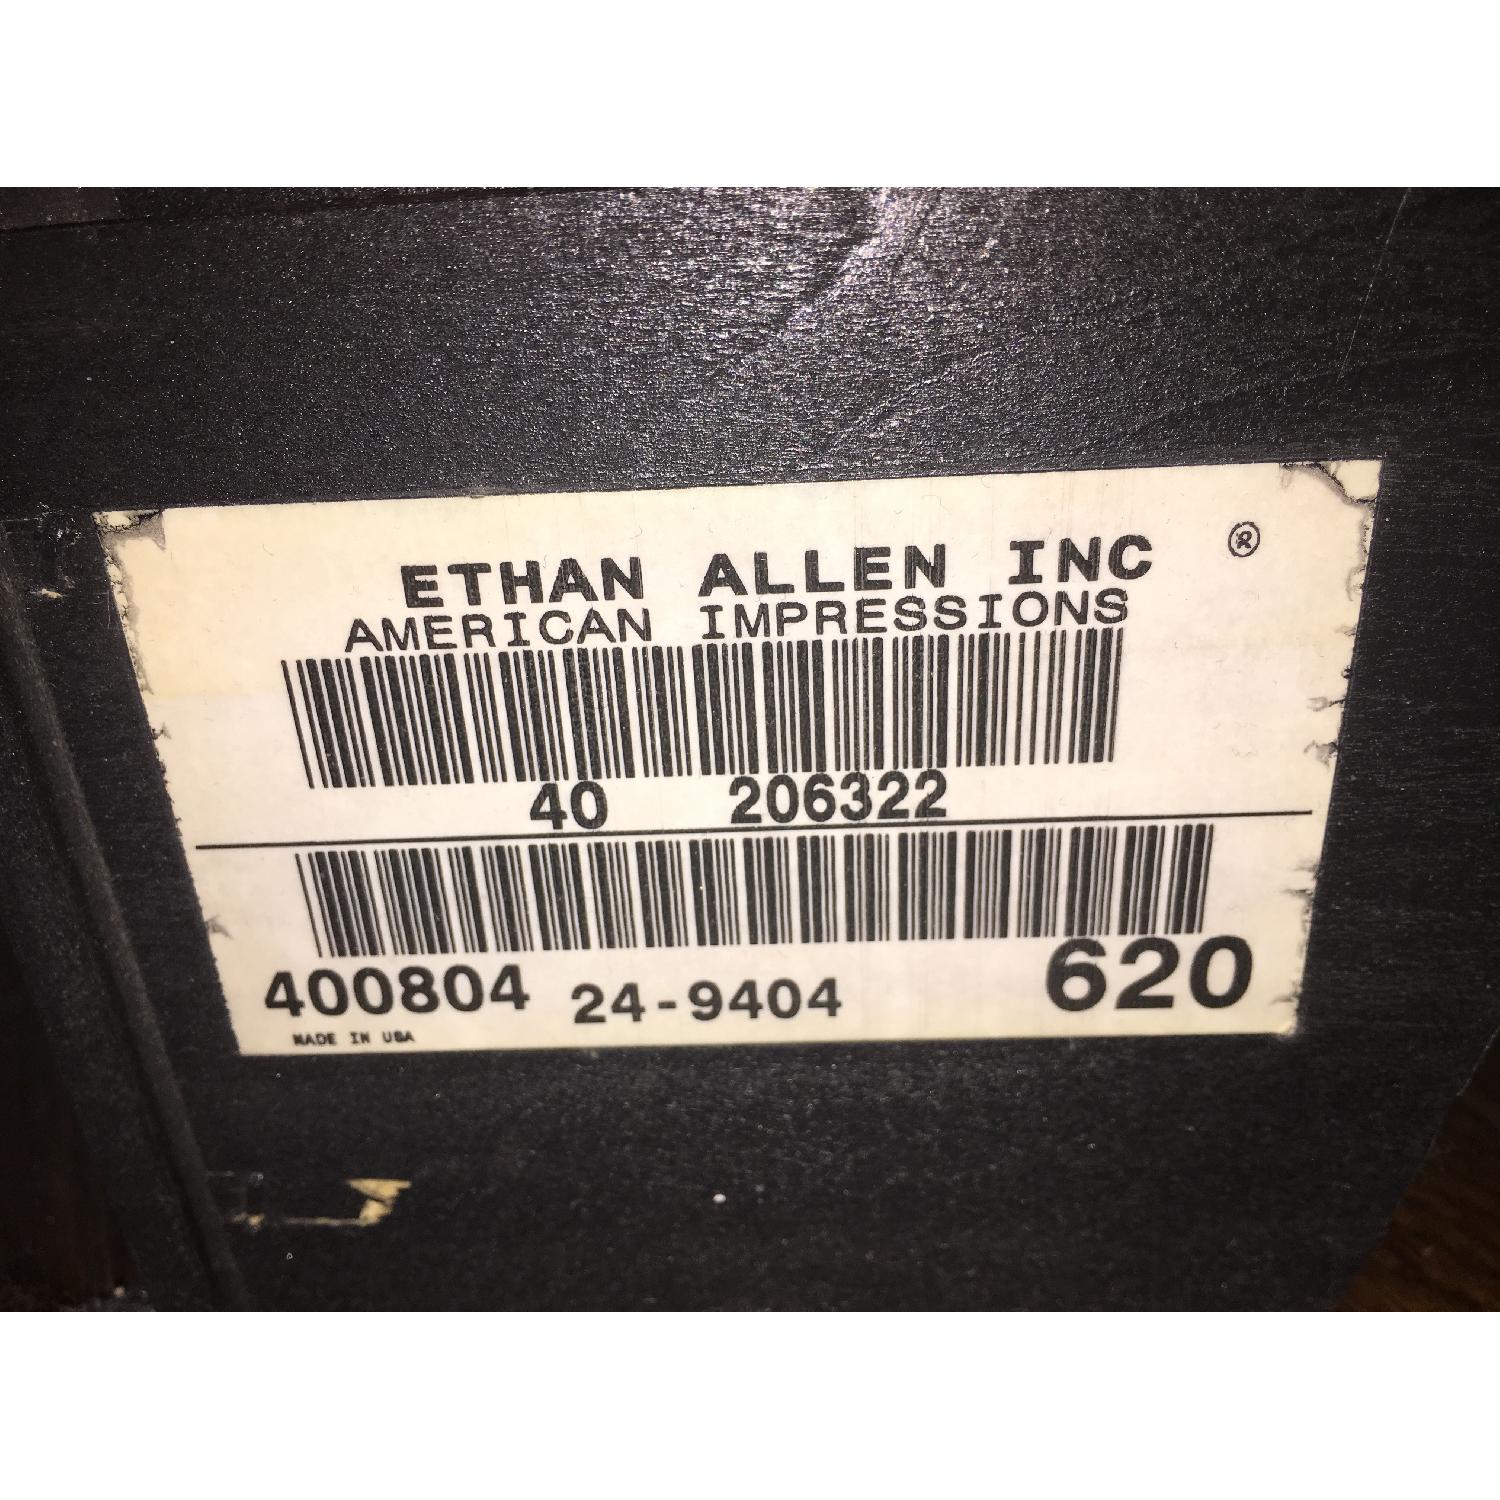 ETHAN ALLEN INC ®
AMERICAN IMPRESSIONS
40 206322
400804 24-9404 620
MADE IN USA